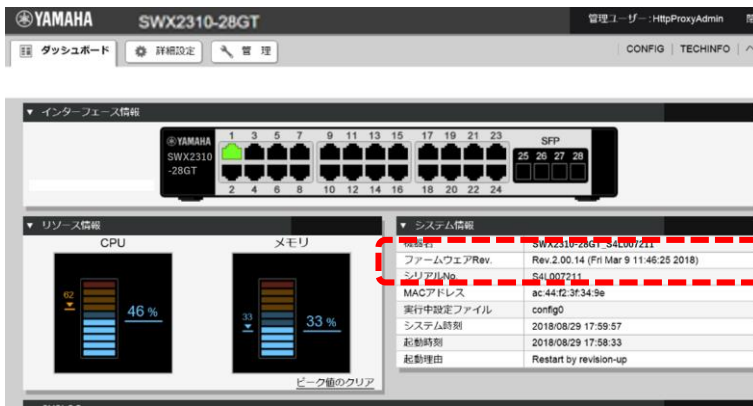 YAMAHA SWX2310-28GT 管理ユーザー:HttpProxyAdmin
ダッシュボード 詳細設定 管 理 CONFIG | TECHINFO |
▼ インターフェース情報
1 3 5 7 9 11 13 15 17 19 21 23 SFP
YAMAHA
SWX2310
-28GT
25 26 27 28
2 4 6 8 10 12 14 16 18 20 22 24
▼ リソース情報
CPU メモリ
62
46 %
33
33 %
ピーク値のクリア
▼ システム情報
機器名 SWX2310-28GT_S4L007211
ファームウェアRev. Rev.2.00.14 (Fri Mar 9 11:46:25 2018)
シリアルNo. S4L007211
MACアドレス ac:44:f2:3f:34:9e
実行中設定ファイル config0
システム時刻 2018/08/29 17:59:57
起動時刻 2018/08/29 17:58:33
起動理由 Restart by revision-up